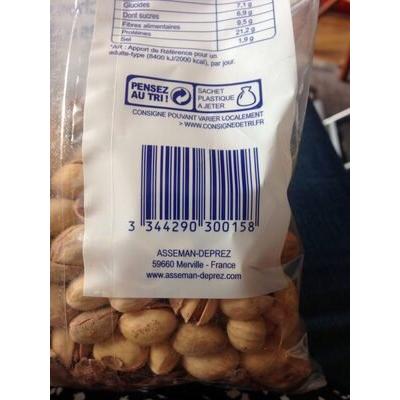 Glucides 7,1 g
Dont sucres 6,9 g
Fibres alimentaires 9,5 g
Protéines 21,2 g
Sel 1,9 g
*AR : Apport de Référence pour un
adulte-type (8400 kJ/2000 kcal), par jour.
PENSEZ
AU TRI !
SACHET
PLASTIQUE
A JETER
CONSIGNE POUVANT VARIER LOCALEMENT
> WWW.CONSIGNEDETRI.FR
3 344290 300158
ASSEMAN-DEPREZ
59660 Merville - France
www.asseman-deprez.com